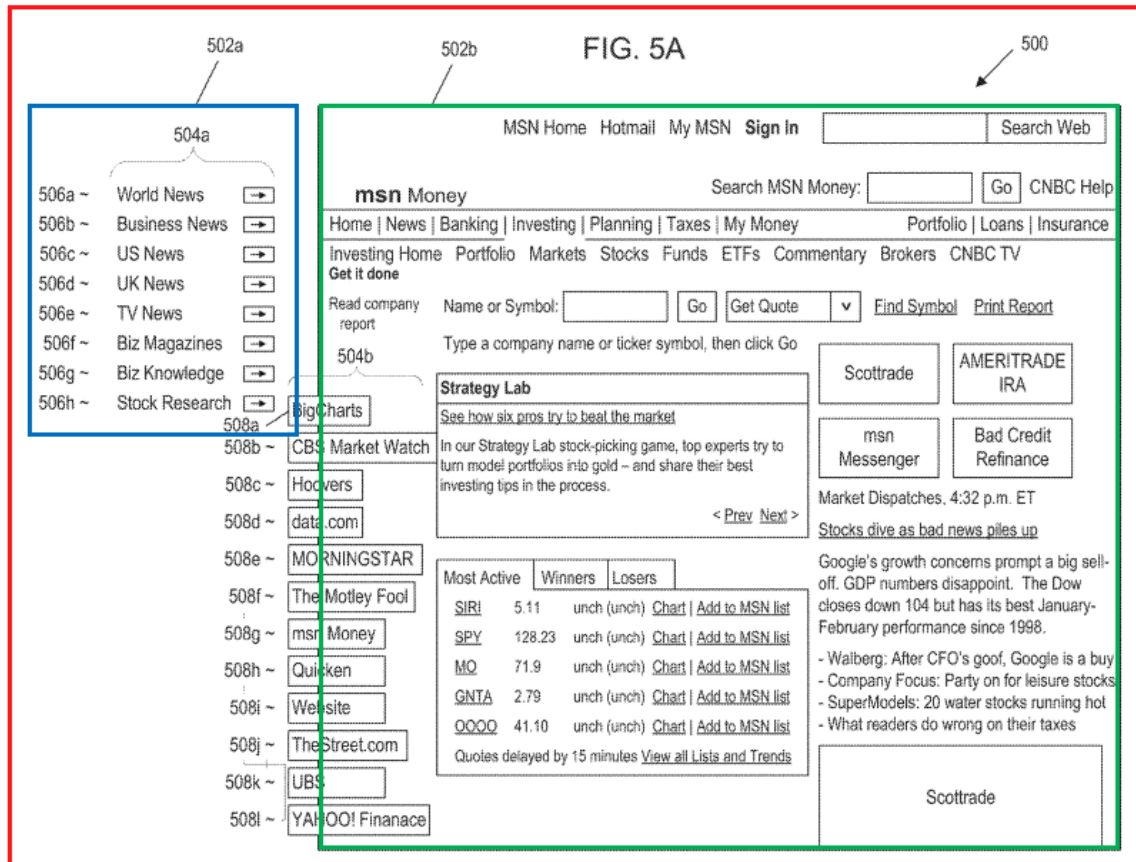 502a
502b
FIG. 5A
500
504a
506a ~ World News
506b ~ Business News
506c ~ US News
506d ~ UK News
506e ~ TV News
506f ~ Biz Magazines
506g ~ Biz Knowledge
506h ~ Stock Research
MSN Home Hotmail My MSN Sign In Search Web
msn Money Search MSN Money: Go CNBC Help
Home | News | Banking | Investing | Planning | Taxes | My Money Portfolio | Loans | Insurance
Investing Home Portfolio Markets Stocks Funds ETFs Commentary Brokers CNBC TV
Get it done
Read company
report
Name or Symbol: Go Get Quote v Find Symbol Print Report
Type a company name or ticker symbol, then click Go
504b
508a BigCharts
508b ~ CBS Market Watch
508c ~ Hoovers
508d ~ data.com
508e ~ MORNINGSTAR
508f ~ The Motley Fool
508g ~ msn Money
508h ~ Quicken
508i ~ Website
508j ~ TheStreet.com
508k ~ UBS
508l ~ YAHOO! Finanace
Strategy Lab
See how six pros try to beat the market
In our Strategy Lab stock-picking game, top experts try to
turn model portfolios into gold – and share their best
investing tips in the process.
< Prev Next >
Most Active Winners Losers
SIRI 5.11 unch (unch) Chart | Add to MSN list
SPY 128.23 unch (unch) Chart | Add to MSN list
MO 71.9 unch (unch) Chart | Add to MSN list
GNTA 2.79 unch (unch) Chart | Add to MSN list
OOOO 41.10 unch (unch) Chart | Add to MSN list
Quotes delayed by 15 minutes View all Lists and Trends
Scottrade
AMERITRADE
IRA
msn
Messenger
Bad Credit
Refinance
Market Dispatches, 4:32 p.m. ET
Stocks dive as bad news piles up
Google's growth concerns prompt a big sell-
off. GDP numbers disappoint. The Dow
closes down 104 but has its best January-
February performance since 1998.
- Walberg: After CFO's goof, Google is a buy
- Company Focus: Party on for leisure stocks
- SuperModels: 20 water stocks running hot
- What readers do wrong on their taxes
Scottrade